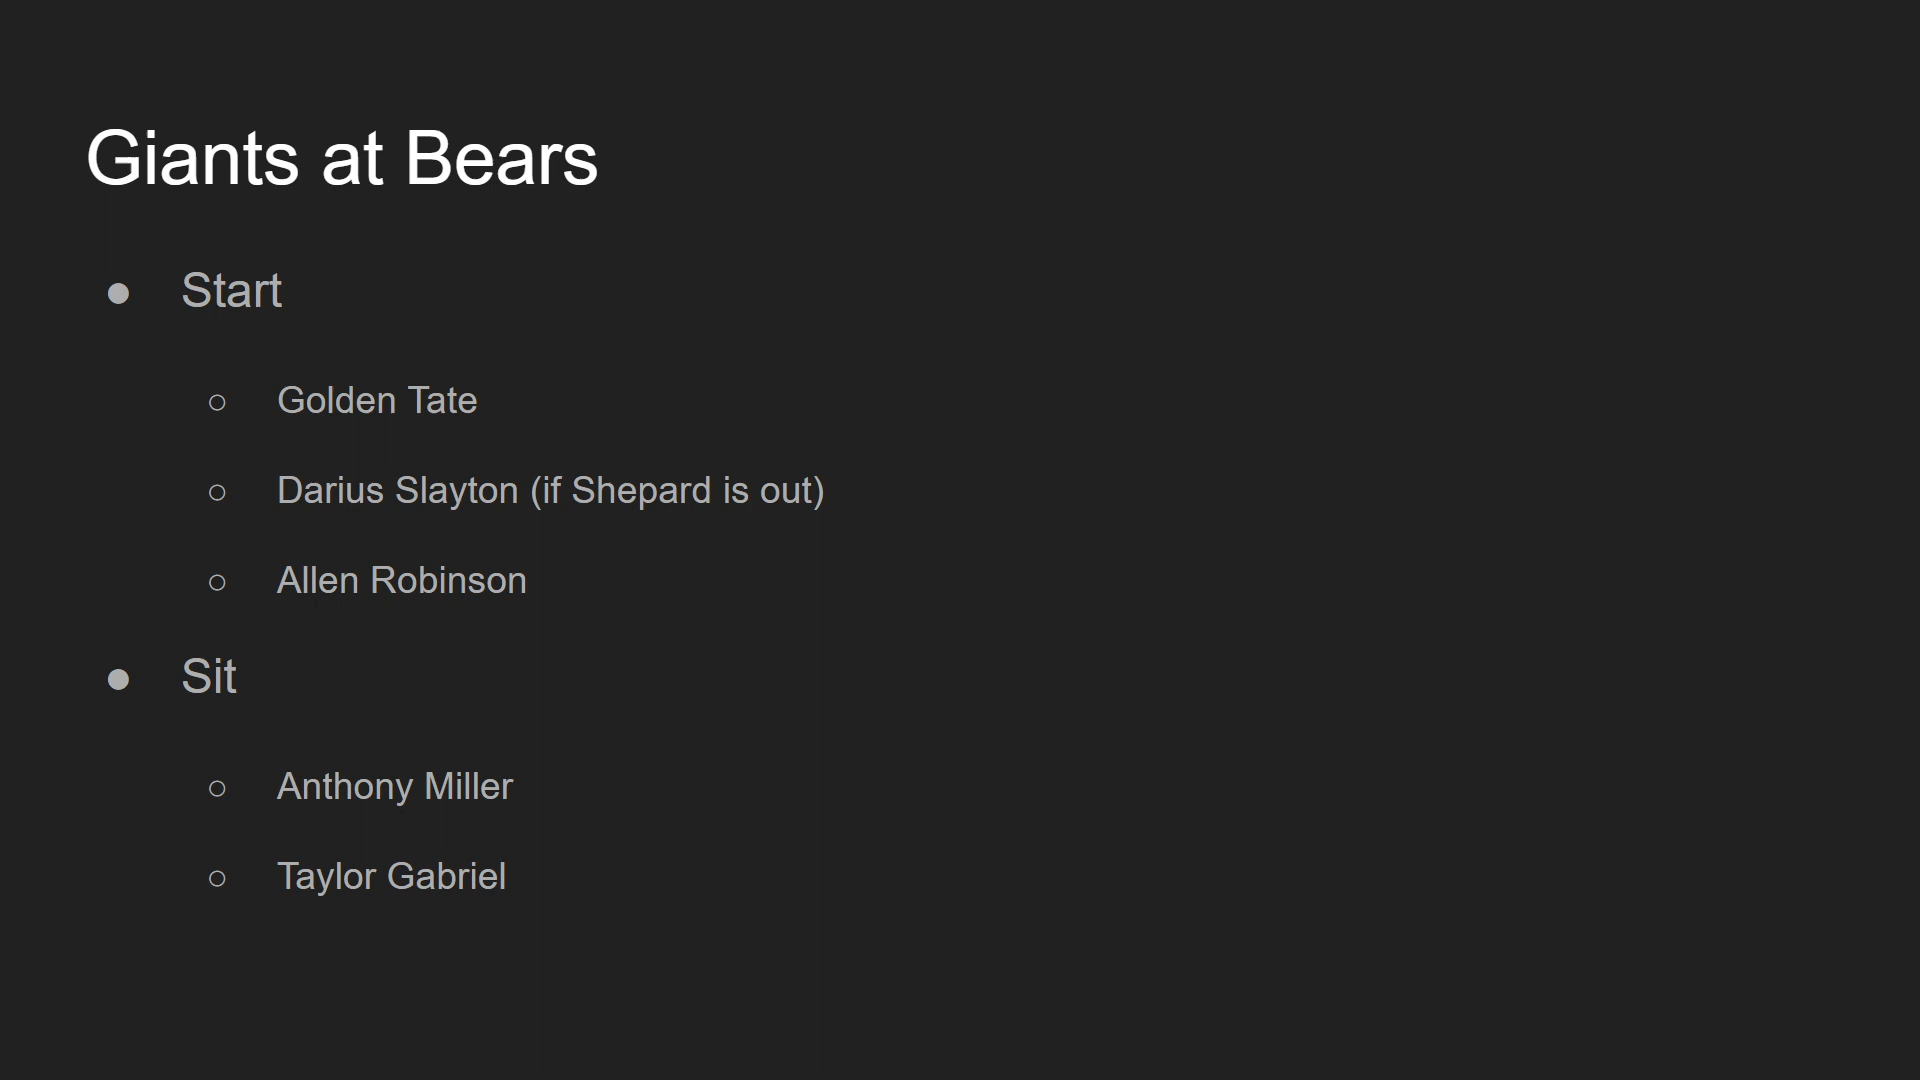 Giants at Bears
● Start
○ Golden Tate
○ Darius Slayton (if Shepard is out)
○ Allen Robinson
● Sit
○ Anthony Miller
○ Taylor Gabriel